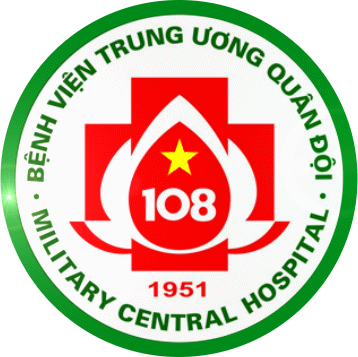 BỆNH VIỆN TRUNG ƯƠNG QUÂN ĐỘI
108
1951
MILITARY CENTRAL HOSPITAL